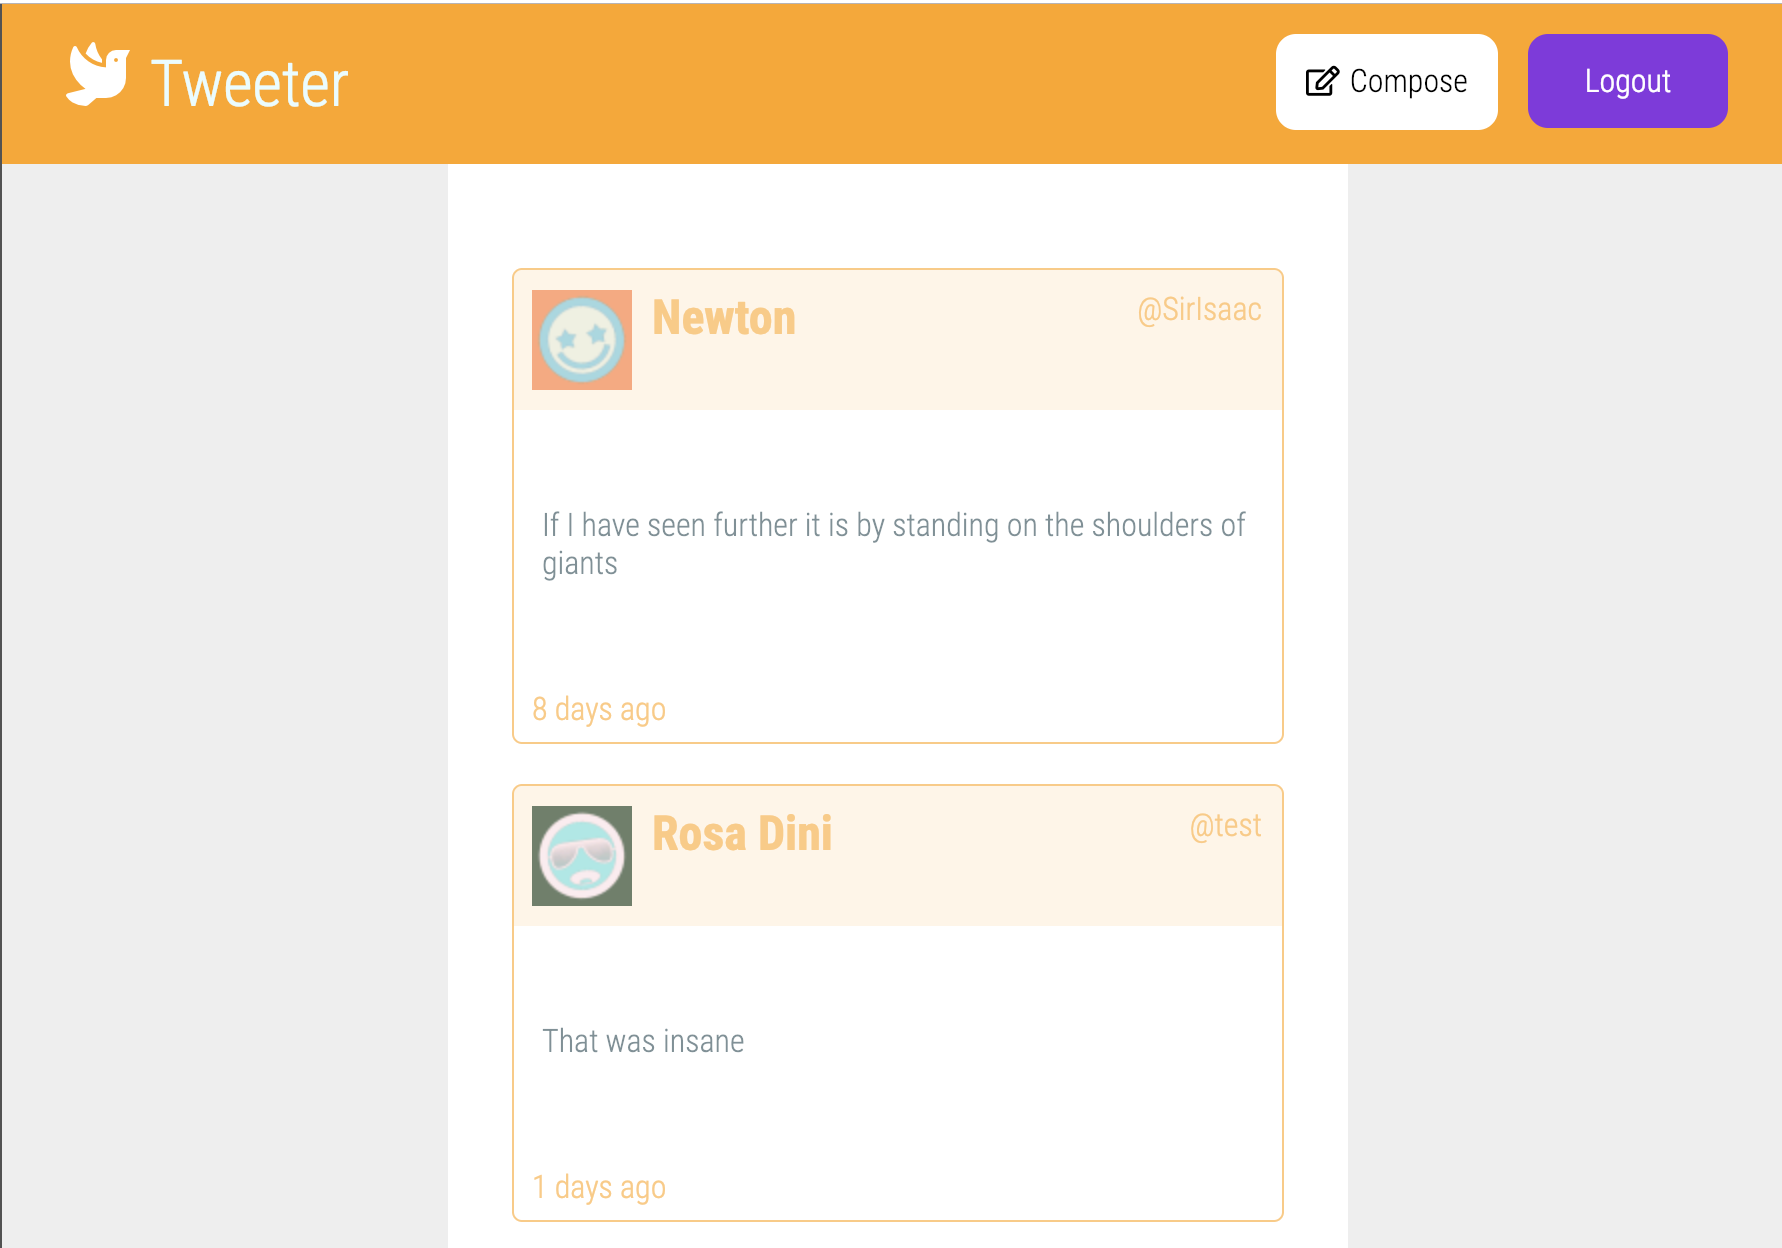 Tweeter
Compose
Logout
Newton
@SirIsaac
If I have seen further it is by standing on the shoulders of
giants
8 days ago
Rosa Dini
@test
That was insane
1 days ago